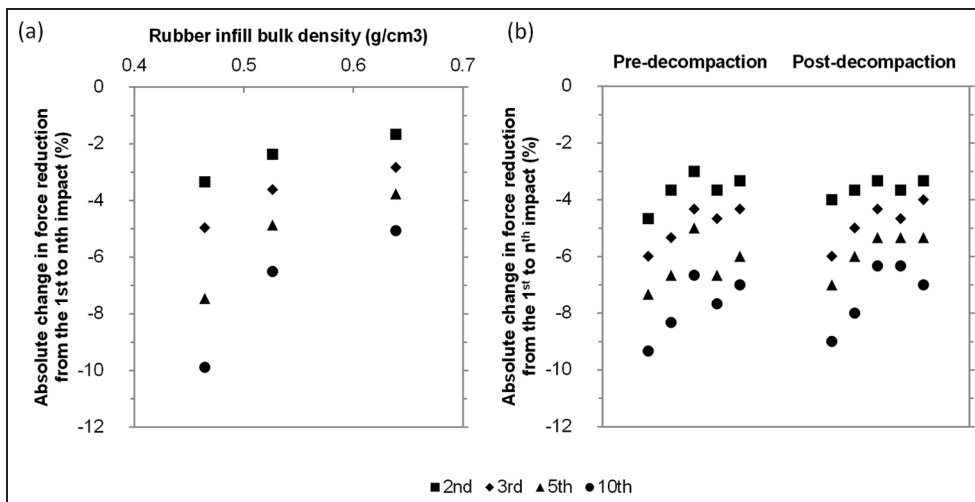 (a)
Rubber infill bulk density (g/cm3)
0.4 0.5 0.6 0.7
0
-2
-4
-6
-8
-10
-12
Absolute change in force reduction
from the 1st to nth impact (%)
(b)
Pre-decompaction Post-decompaction
0
-2
-4
-6
-8
-10
-12
Absolute change in force reduction
from the 1st to nth impact (%)
■2nd ♦3rd ▲5th ●10th